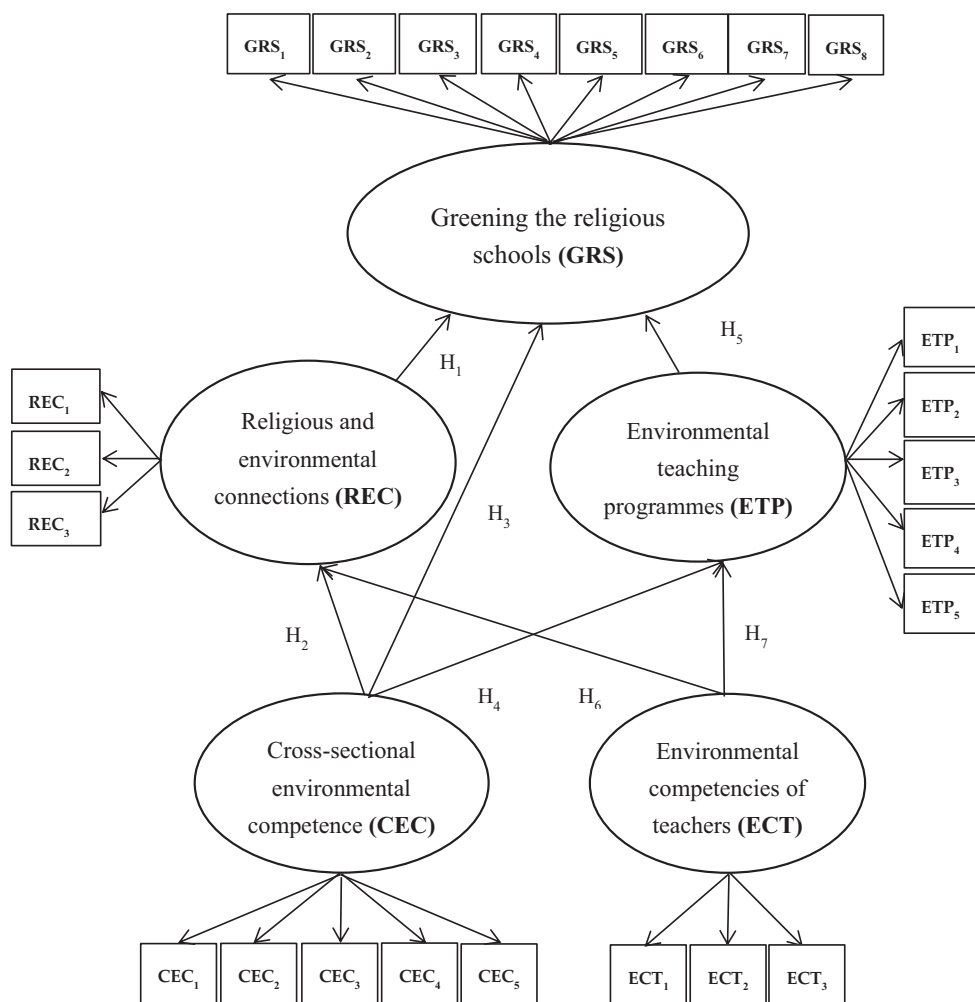 GRS₁ GRS₂ GRS₃ GRS₄ GRS₅ GRS₆ GRS₇ GRS₈
Greening the religious
schools (GRS)
H₁
H₅
REC₁
REC₂
REC₃
Religious and
environmental
connections (REC)
H₃
Environmental
teaching
programmes (ETP)
ETP₁
ETP₂
ETP₃
ETP₄
ETP₅
H₂
H₄
H₆
H₇
Cross-sectional
environmental
competence (CEC)
Environmental
competencies of
teachers (ECT)
CEC₁ CEC₂ CEC₃ CEC₄ CEC₅
ECT₁ ECT₂ ECT₃